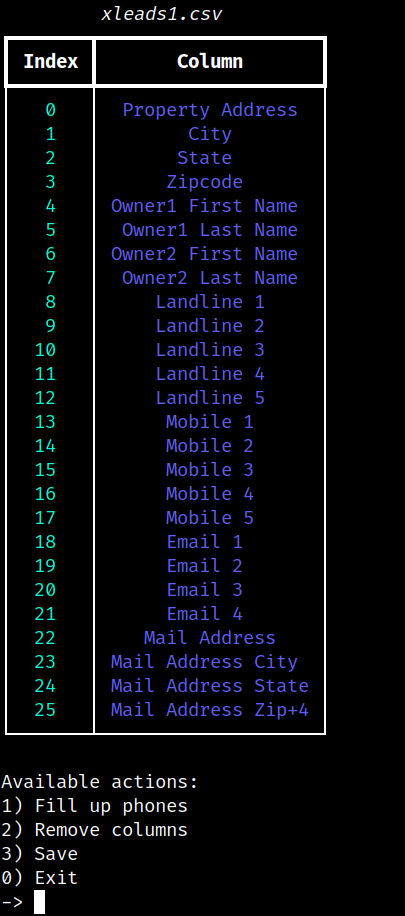 xleads1.csv
Index Column
0 Property Address
1 City
2 State
3 Zipcode
4 Owner1 First Name
5 Owner1 Last Name
6 Owner2 First Name
7 Owner2 Last Name
8 Landline 1
9 Landline 2
10 Landline 3
11 Landline 4
12 Landline 5
13 Mobile 1
14 Mobile 2
15 Mobile 3
16 Mobile 4
17 Mobile 5
18 Email 1
19 Email 2
20 Email 3
21 Email 4
22 Mail Address
23 Mail Address City
24 Mail Address State
25 Mail Address Zip+4
Available actions:
1) Fill up phones
2) Remove columns
3) Save
0) Exit
->